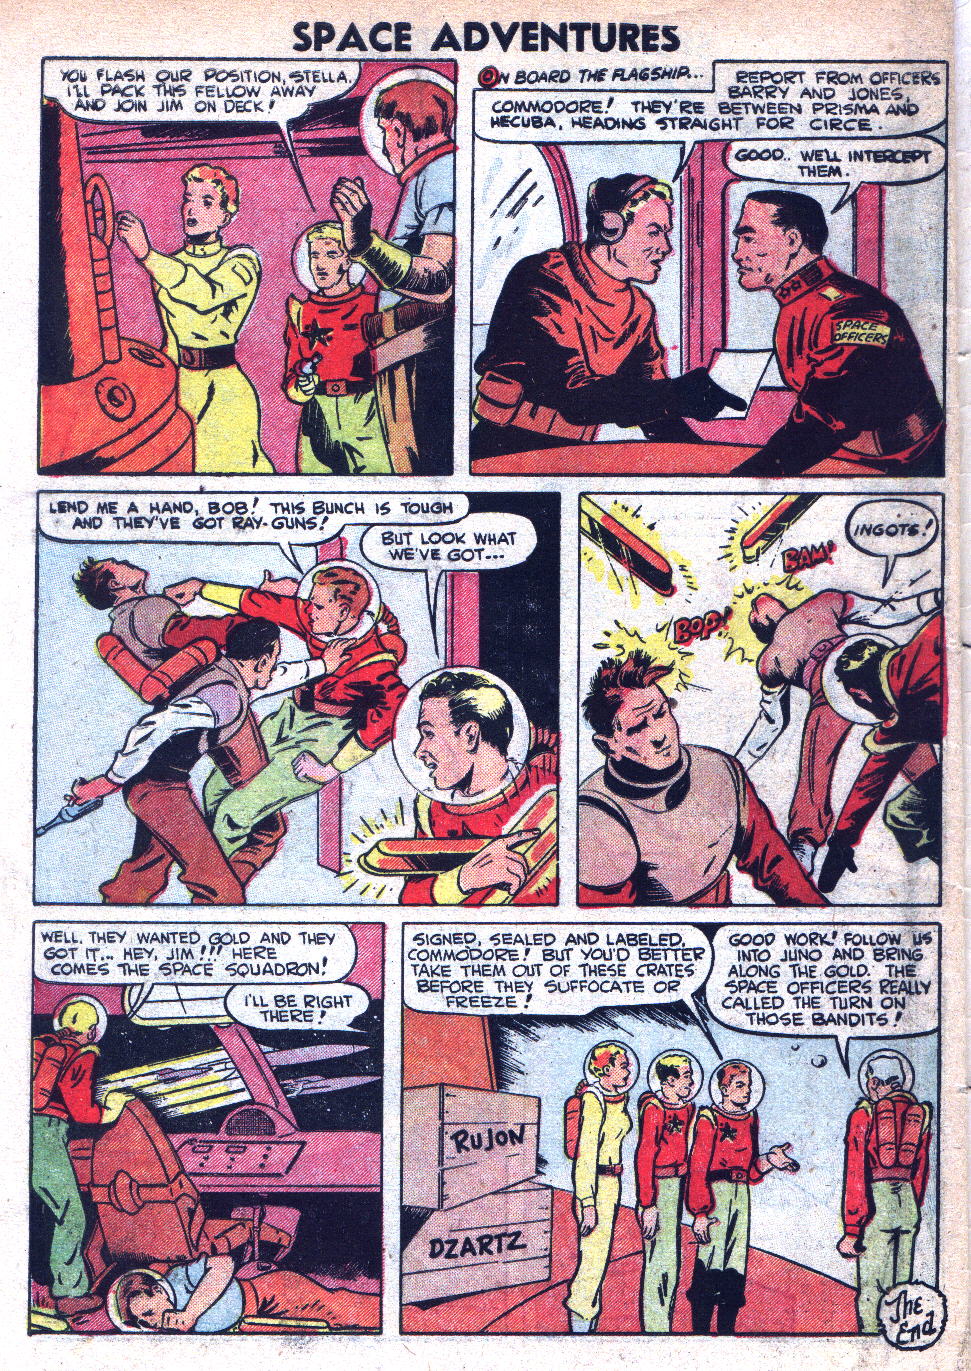 SPACE ADVENTURES
YOU FLASH OUR POSITION, STELLA,
I'LL PACK THIS FELLOW AWAY
AND JOIN JIM ON DECK!
ON BOARD THE FLAGSHIP...
REPORT FROM OFFICERS
BARRY AND JONES,
COMMODORE! THEY'RE BETWEEN PRISMA AND
HECUBA, HEADING STRAIGHT FOR CIRCE.
GOOD.. WE'LL INTERCEPT
THEM.
SPACE
OFFICERS
LEND ME A HAND, BOB! THIS BUNCH IS TOUGH
AND THEY'VE GOT RAY-GUNS!
BUT LOOK WHAT
WE'VE GOT...
INGOTS!
BAM!
BOP!
WELL, THEY WANTED GOLD AND THEY
GOT IT... HEY, JIM!!! HERE
COMES THE SPACE SQUADRON!
I'LL BE RIGHT
THERE!
SIGNED, SEALED AND LABELED,
COMMODORE! BUT YOU'D BETTER
TAKE THEM OUT OF THESE CRATES
BEFORE THEY SUFFOCATE OR
FREEZE!
GOOD WORK! FOLLOW US
INTO JUNO AND BRING
ALONG THE GOLD. THE
SPACE OFFICERS REALLY
CALLED THE TURN ON
THOSE BANDITS!
RUJON
DZARTZ
The
End